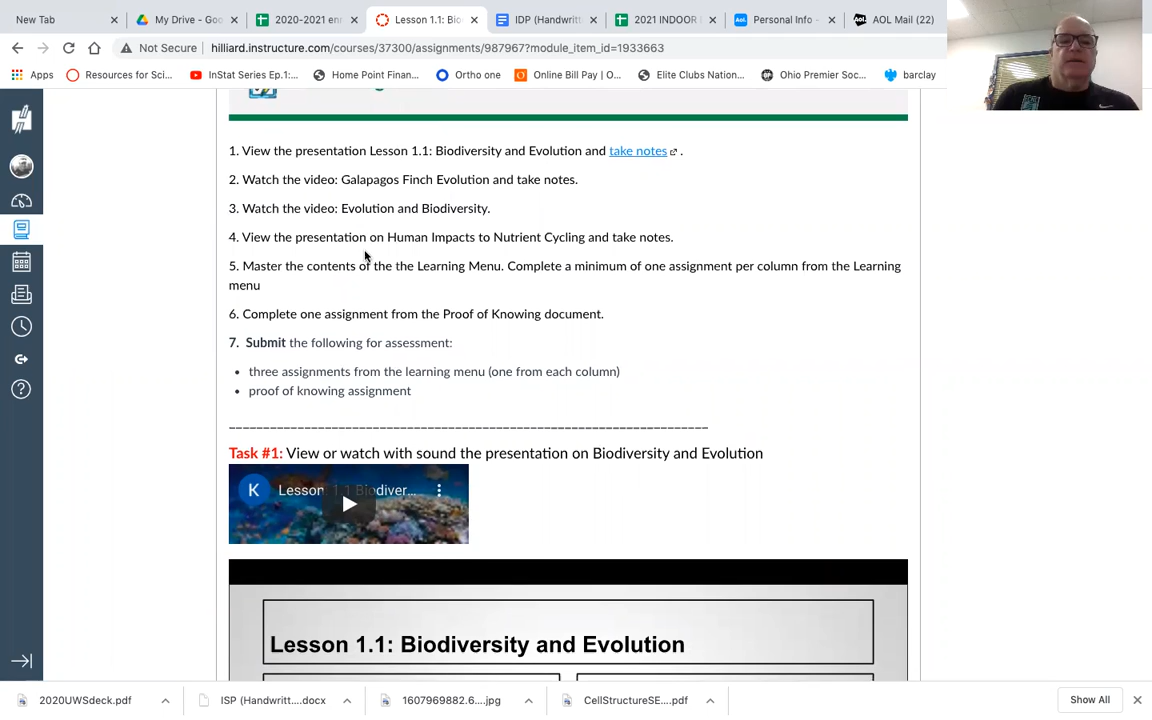 New Tab
My Drive - Goo
2020-2021 enr
Lesson 1.1: Bio
IDP (Handwritt
2021 INDOOR
Personal Info -
Aol. AOL Mail (22)
Not Secure
hilliard.instructure.com/courses/37300/assignments/987967?module_item_id=1933663
Apps
Resources for Sci...
InStat Series Ep.1:...
Home Point Finan...
Ortho one
Online Bill Pay | O...
Elite Clubs Nation...
Ohio Premier Soc...
barclay
1. View the presentation Lesson 1.1: Biodiversity and Evolution and take notes .
2. Watch the video: Galapagos Finch Evolution and take notes.
3. Watch the video: Evolution and Biodiversity.
4. View the presentation on Human Impacts to Nutrient Cycling and take notes.
5. Master the contents of the the Learning Menu. Complete a minimum of one assignment per column from the Learning
menu
6. Complete one assignment from the Proof of Knowing document.
7. Submit the following for assessment:
• three assignments from the learning menu (one from each column)
• proof of knowing assignment
Task #1: View or watch with sound the presentation on Biodiversity and Evolution
K Lesson 1.1 Biodiver...
Lesson 1.1: Biodiversity and Evolution
2020UWSdeck.pdf
ISP (Handwritt....docx
1607969882.6....jpg
CellStructureSE....pdf
Show All